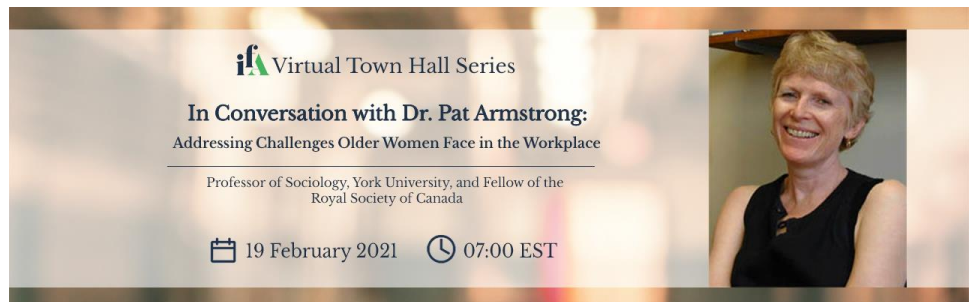 ifA Virtual Town Hall Series
In Conversation with Dr. Pat Armstrong:
Addressing Challenges Older Women Face in the Workplace
Professor of Sociology, York University, and Fellow of the
Royal Society of Canada
19 February 2021 07:00 EST